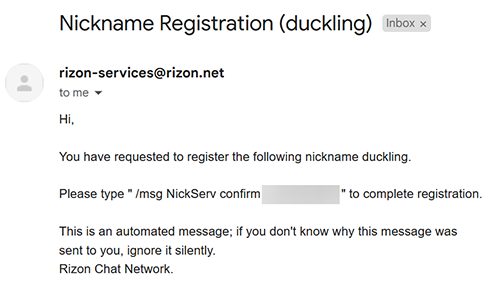 Nickname Registration (duckling) Inbox ×
rizon-services@rizon.net
to me
Hi,
You have requested to register the following nickname duckling.
Please type " /msg NickServ confirm " to complete registration.
This is an automated message; if you don't know why this message was
sent to you, ignore it silently.
Rizon Chat Network.